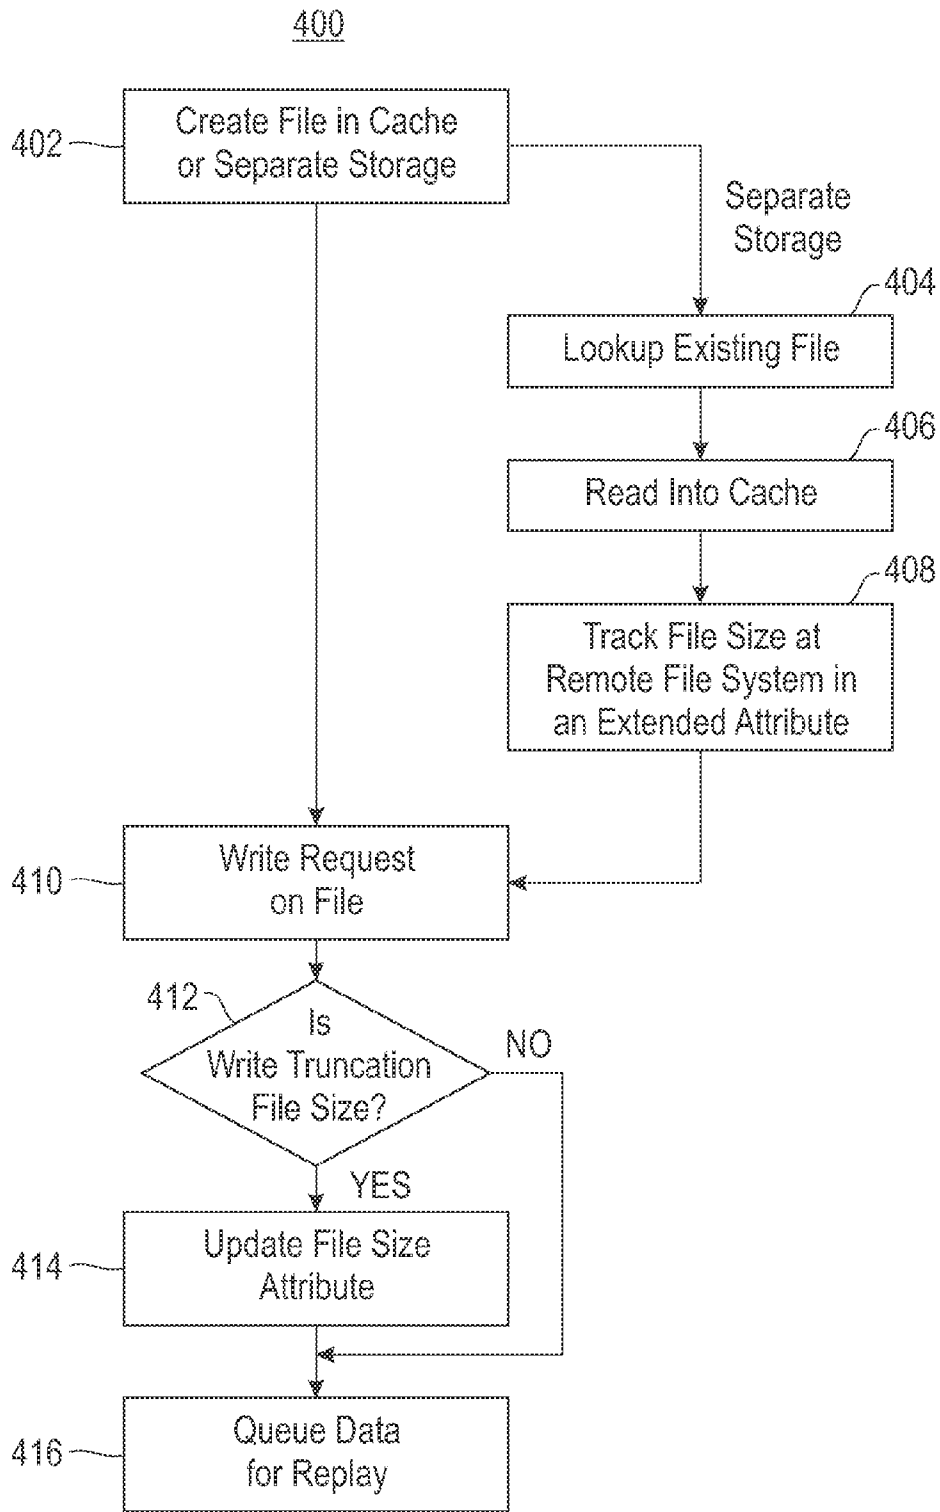 400
402
Create File in Cache
or Separate Storage
Separate
Storage
404
Lookup Existing File
406
Read Into Cache
408
Track File Size at
Remote File System in
an Extended Attribute
410
Write Request
on File
412
Is
Write Truncation
File Size?
NO
YES
414
Update File Size
Attribute
416
Queue Data
for Replay